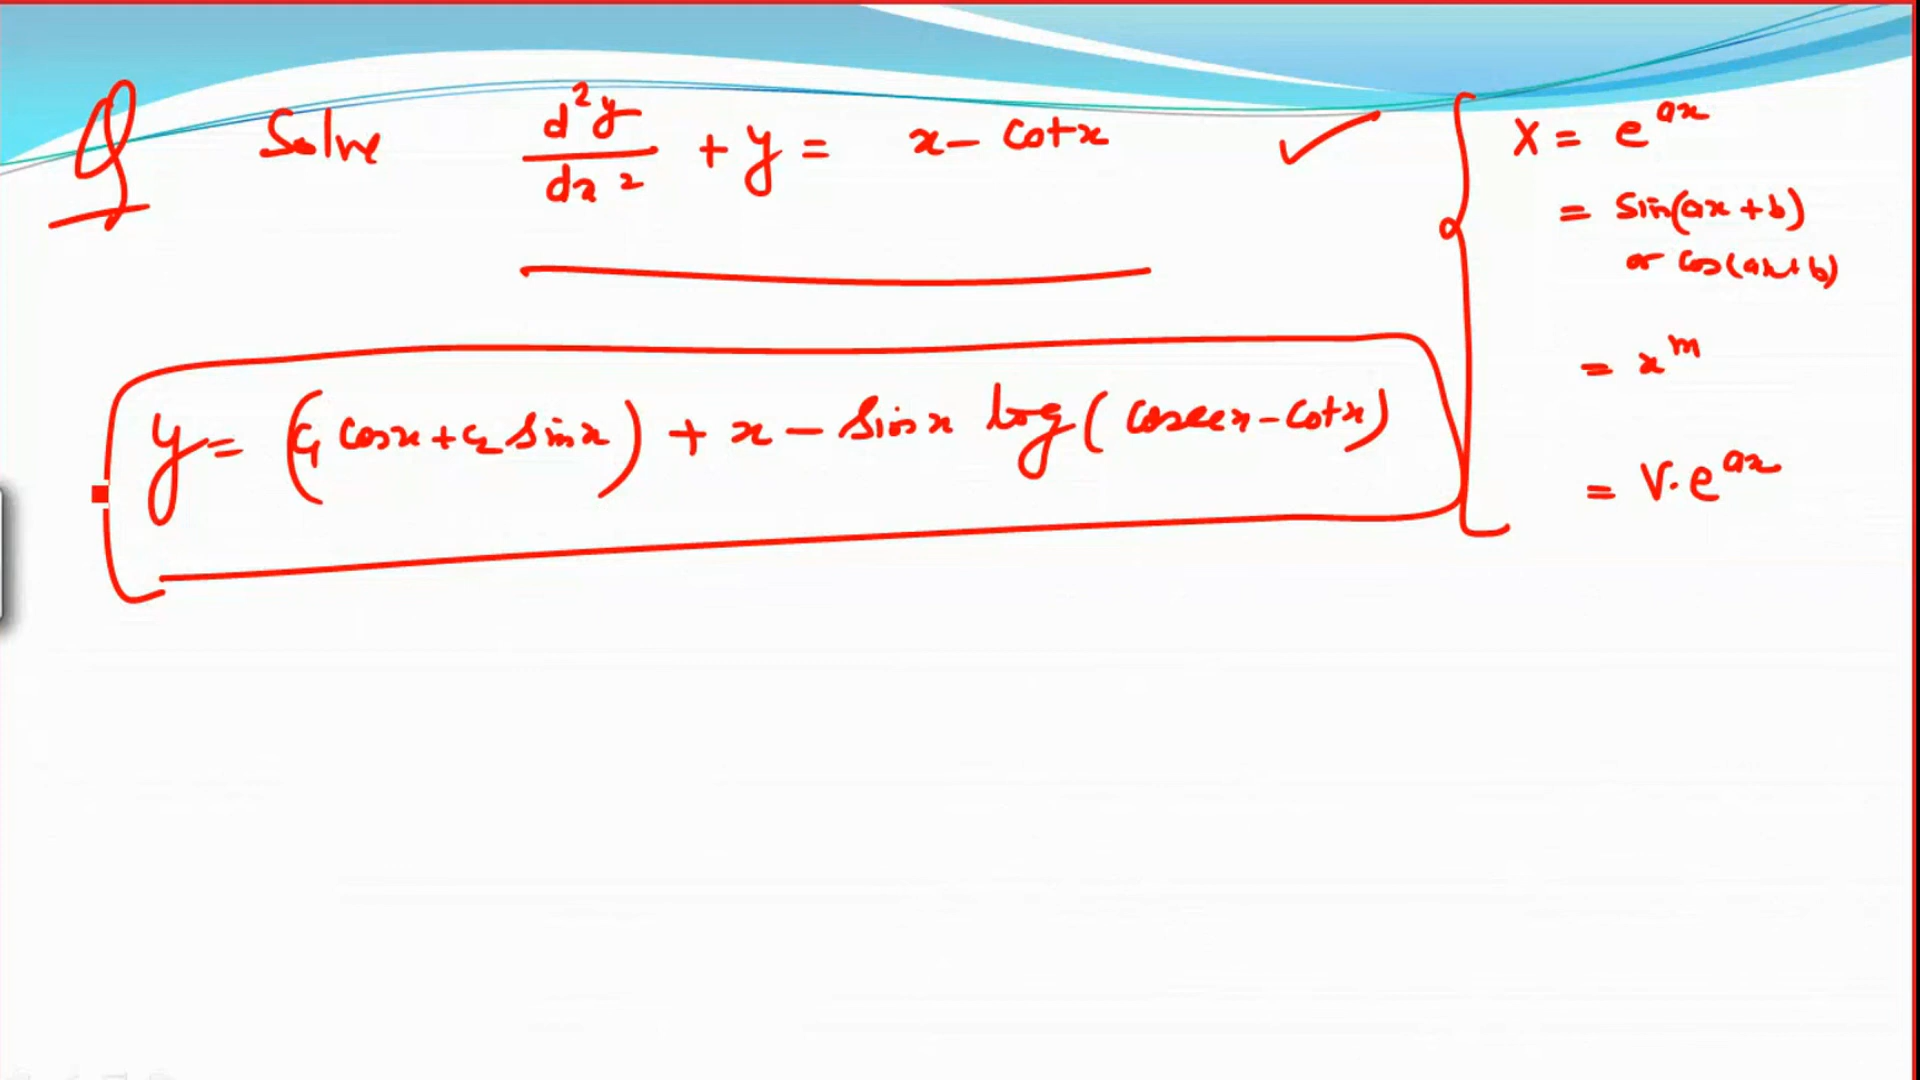 Q Solve d²y/dx² + y = x - cotx ✓
y = (c₁ cosx + c₂ sinx) + x - sinx log(cosecx - cotx)
X = e^ax
= sin(ax + b)
or cos(ax + b)
= x^m
= V·e^ax